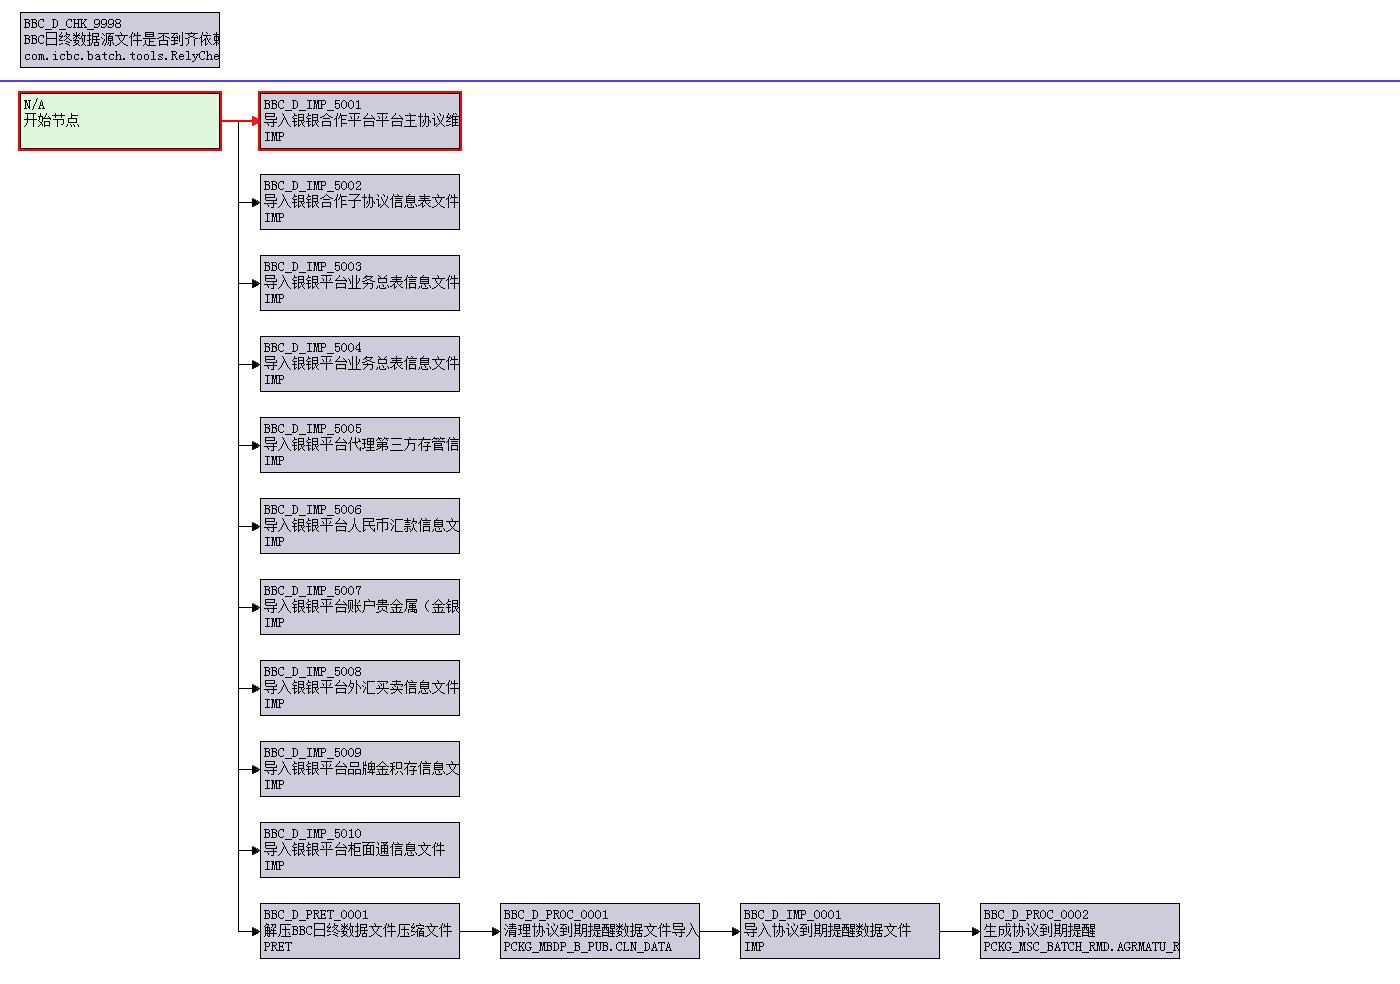 BBC_D_CHK_9998
BBC日终数据源文件是否到齐依赖
com.icbc.batch.tools.RelyChe
N/A
开始节点
BBC_D_IMP_5001
导入银银合作平台平台主协议维
IMP
BBC_D_IMP_5002
导入银银合作子协议信息表文件
IMP
BBC_D_IMP_5003
导入银银平台业务总表信息文件
IMP
BBC_D_IMP_5004
导入银银平台业务总表信息文件
IMP
BBC_D_IMP_5005
导入银银平台代理第三方存管信
IMP
BBC_D_IMP_5006
导入银银平台人民币汇款信息文
IMP
BBC_D_IMP_5007
导入银银平台账户贵金属（金银
IMP
BBC_D_IMP_5008
导入银银平台外汇买卖信息文件
IMP
BBC_D_IMP_5009
导入银银平台品牌金积存信息文
IMP
BBC_D_IMP_5010
导入银银平台柜面通信息文件
IMP
BBC_D_PRET_0001
解压BBC日终数据文件压缩文件
PRET
BBC_D_PROC_0001
清理协议到期提醒数据文件导入
PCKG_MBDP_B_PUB.CLN_DATA
BBC_D_IMP_0001
导入协议到期提醒数据文件
IMP
BBC_D_PROC_0002
生成协议到期提醒
PCKG_MSC_BATCH_RMD.AGRMATU_R